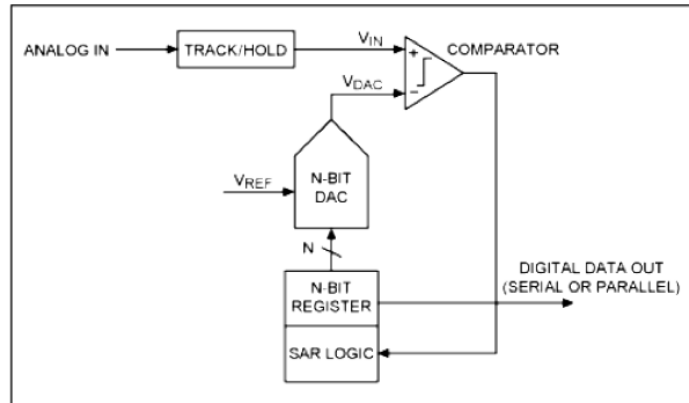 ANALOG IN
TRACK/HOLD
VIN
COMPARATOR
+
VDAC
−
VREF
N-BIT
DAC
N
N-BIT
REGISTER
DIGITAL DATA OUT
(SERIAL OR PARALLEL)
SAR LOGIC